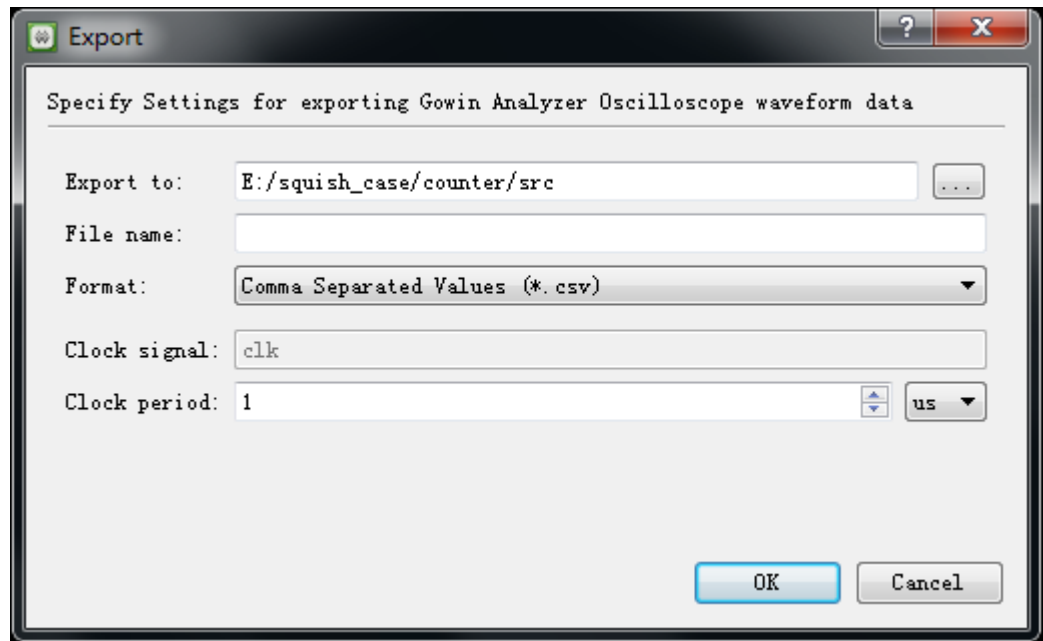 Export
Specify Settings for exporting Gowin Analyzer Oscilloscope waveform data
Export to: E:/squish_case/counter/src ...
File name:
Format: Comma Separated Values (*.csv)
Clock signal: clk
Clock period: 1 us
OK Cancel